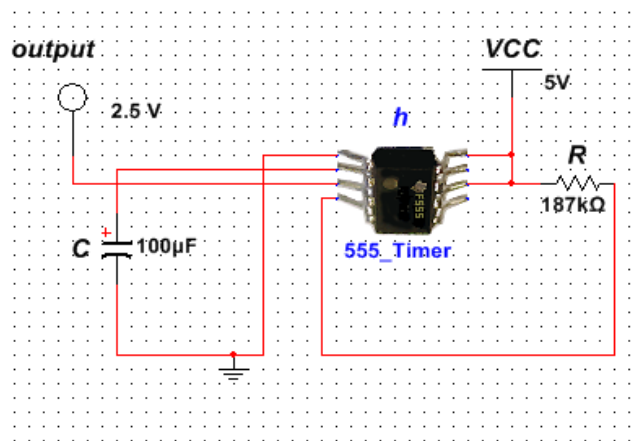 output
VCC
5V
2.5 V
h
R
187kΩ
+
C
100µF
555_Timer